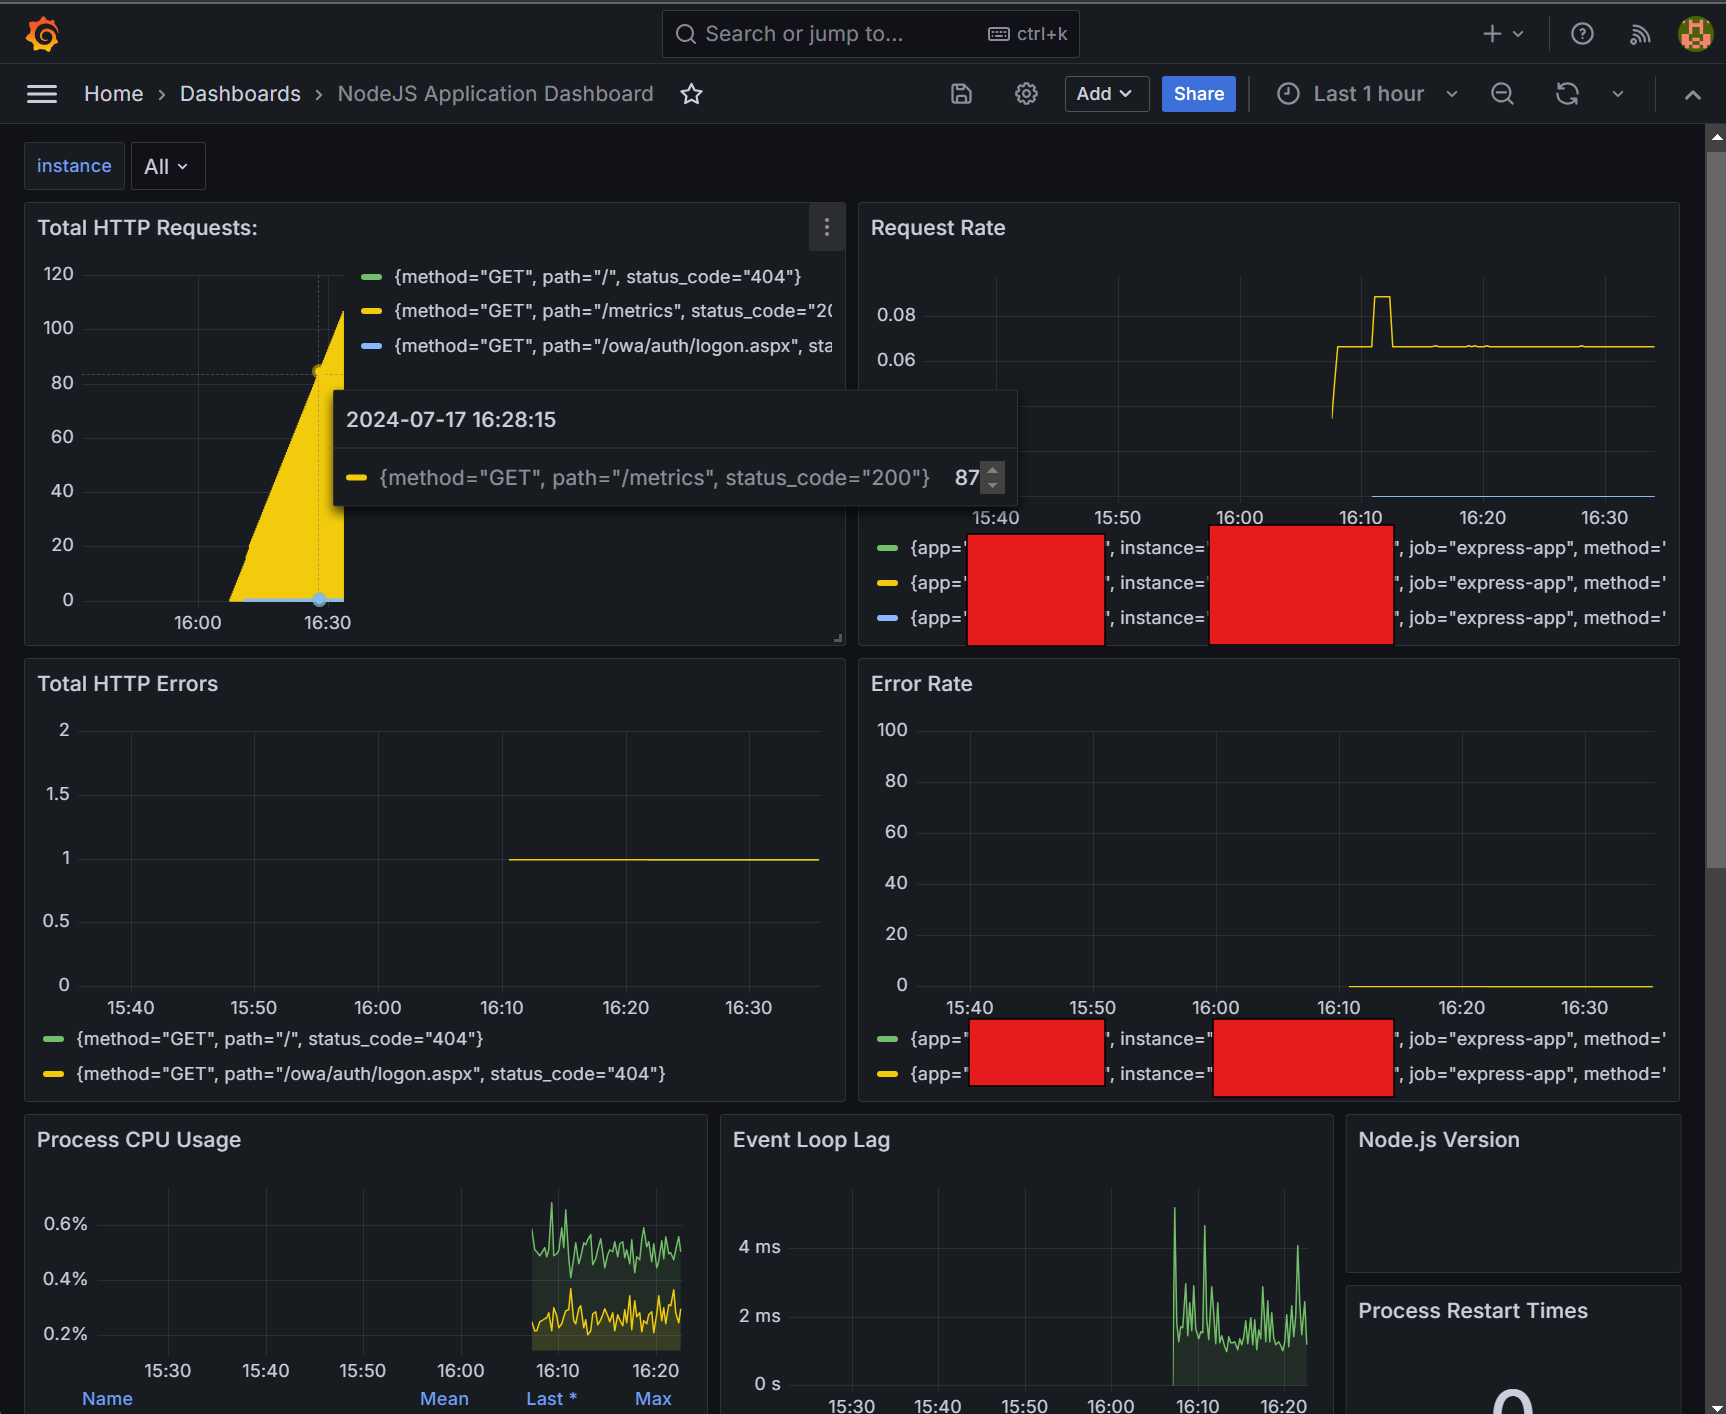 Search or jump to... ctrl+k
Home › Dashboards › NodeJS Application Dashboard Add Share Last 1 hour
instance All
Total HTTP Requests:
120
100
80
60
40
20
0
16:00 16:30
{method="GET", path="/", status_code="404"}
{method="GET", path="/metrics", status_code="20
{method="GET", path="/owa/auth/logon.aspx", sta
2024-07-17 16:28:15
{method="GET", path="/metrics", status_code="200"} 87
Request Rate
0.08
0.06
15:40 15:50 16:00 16:10 16:20 16:30
{app=" ", instance=" ", job="express-app", method="
{app=" ", instance=" ", job="express-app", method="
{app=" ", instance=" ", job="express-app", method="
Total HTTP Errors
2
1.5
1
0.5
0
15:40 15:50 16:00 16:10 16:20 16:30
{method="GET", path="/", status_code="404"}
{method="GET", path="/owa/auth/logon.aspx", status_code="404"}
Error Rate
100
80
60
40
20
0
15:40 15:50 16:00 16:10 16:20 16:30
{app=" ", instance=" ", job="express-app", method="
{app=" ", instance=" ", job="express-app", method="
Process CPU Usage
0.6%
0.4%
0.2%
15:30 15:40 15:50 16:00 16:10 16:20
Name Mean Last * Max
Event Loop Lag
4 ms
2 ms
0 s
15:30 15:40 15:50 16:00 16:10 16:20
Node.js Version
Process Restart Times
0